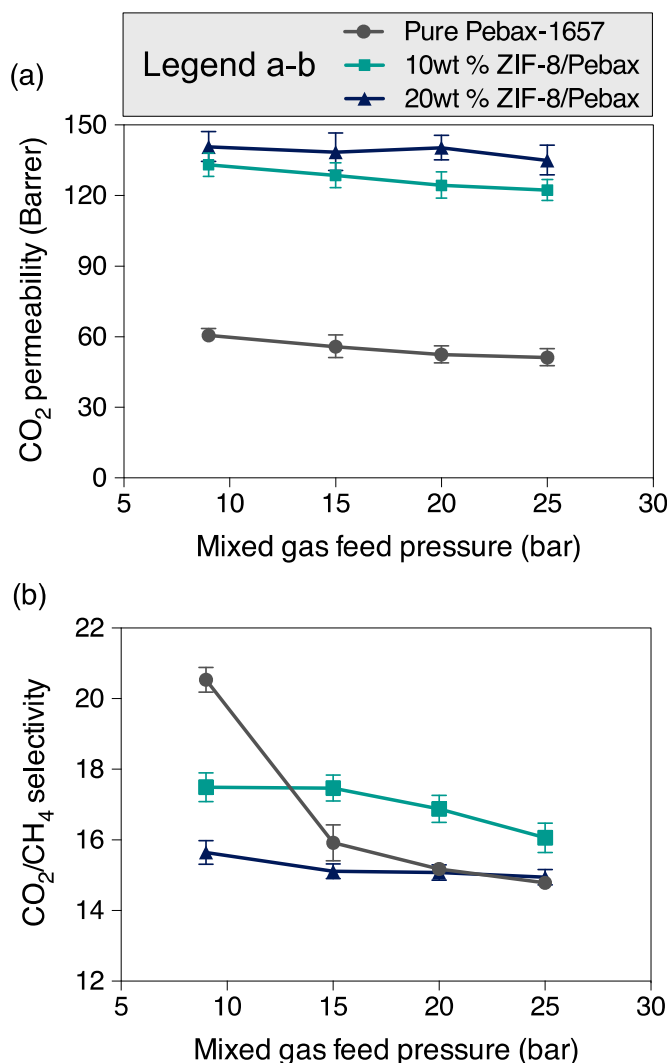 Legend a-b
Pure Pebax-1657
10wt % ZIF-8/Pebax
20wt % ZIF-8/Pebax
(a)
CO₂ permeability (Barrer)
150
120
90
60
30
0
5 10 15 20 25 30
Mixed gas feed pressure (bar)
(b)
CO₂/CH₄ selectivity
22
20
18
16
14
12
5 10 15 20 25 30
Mixed gas feed pressure (bar)